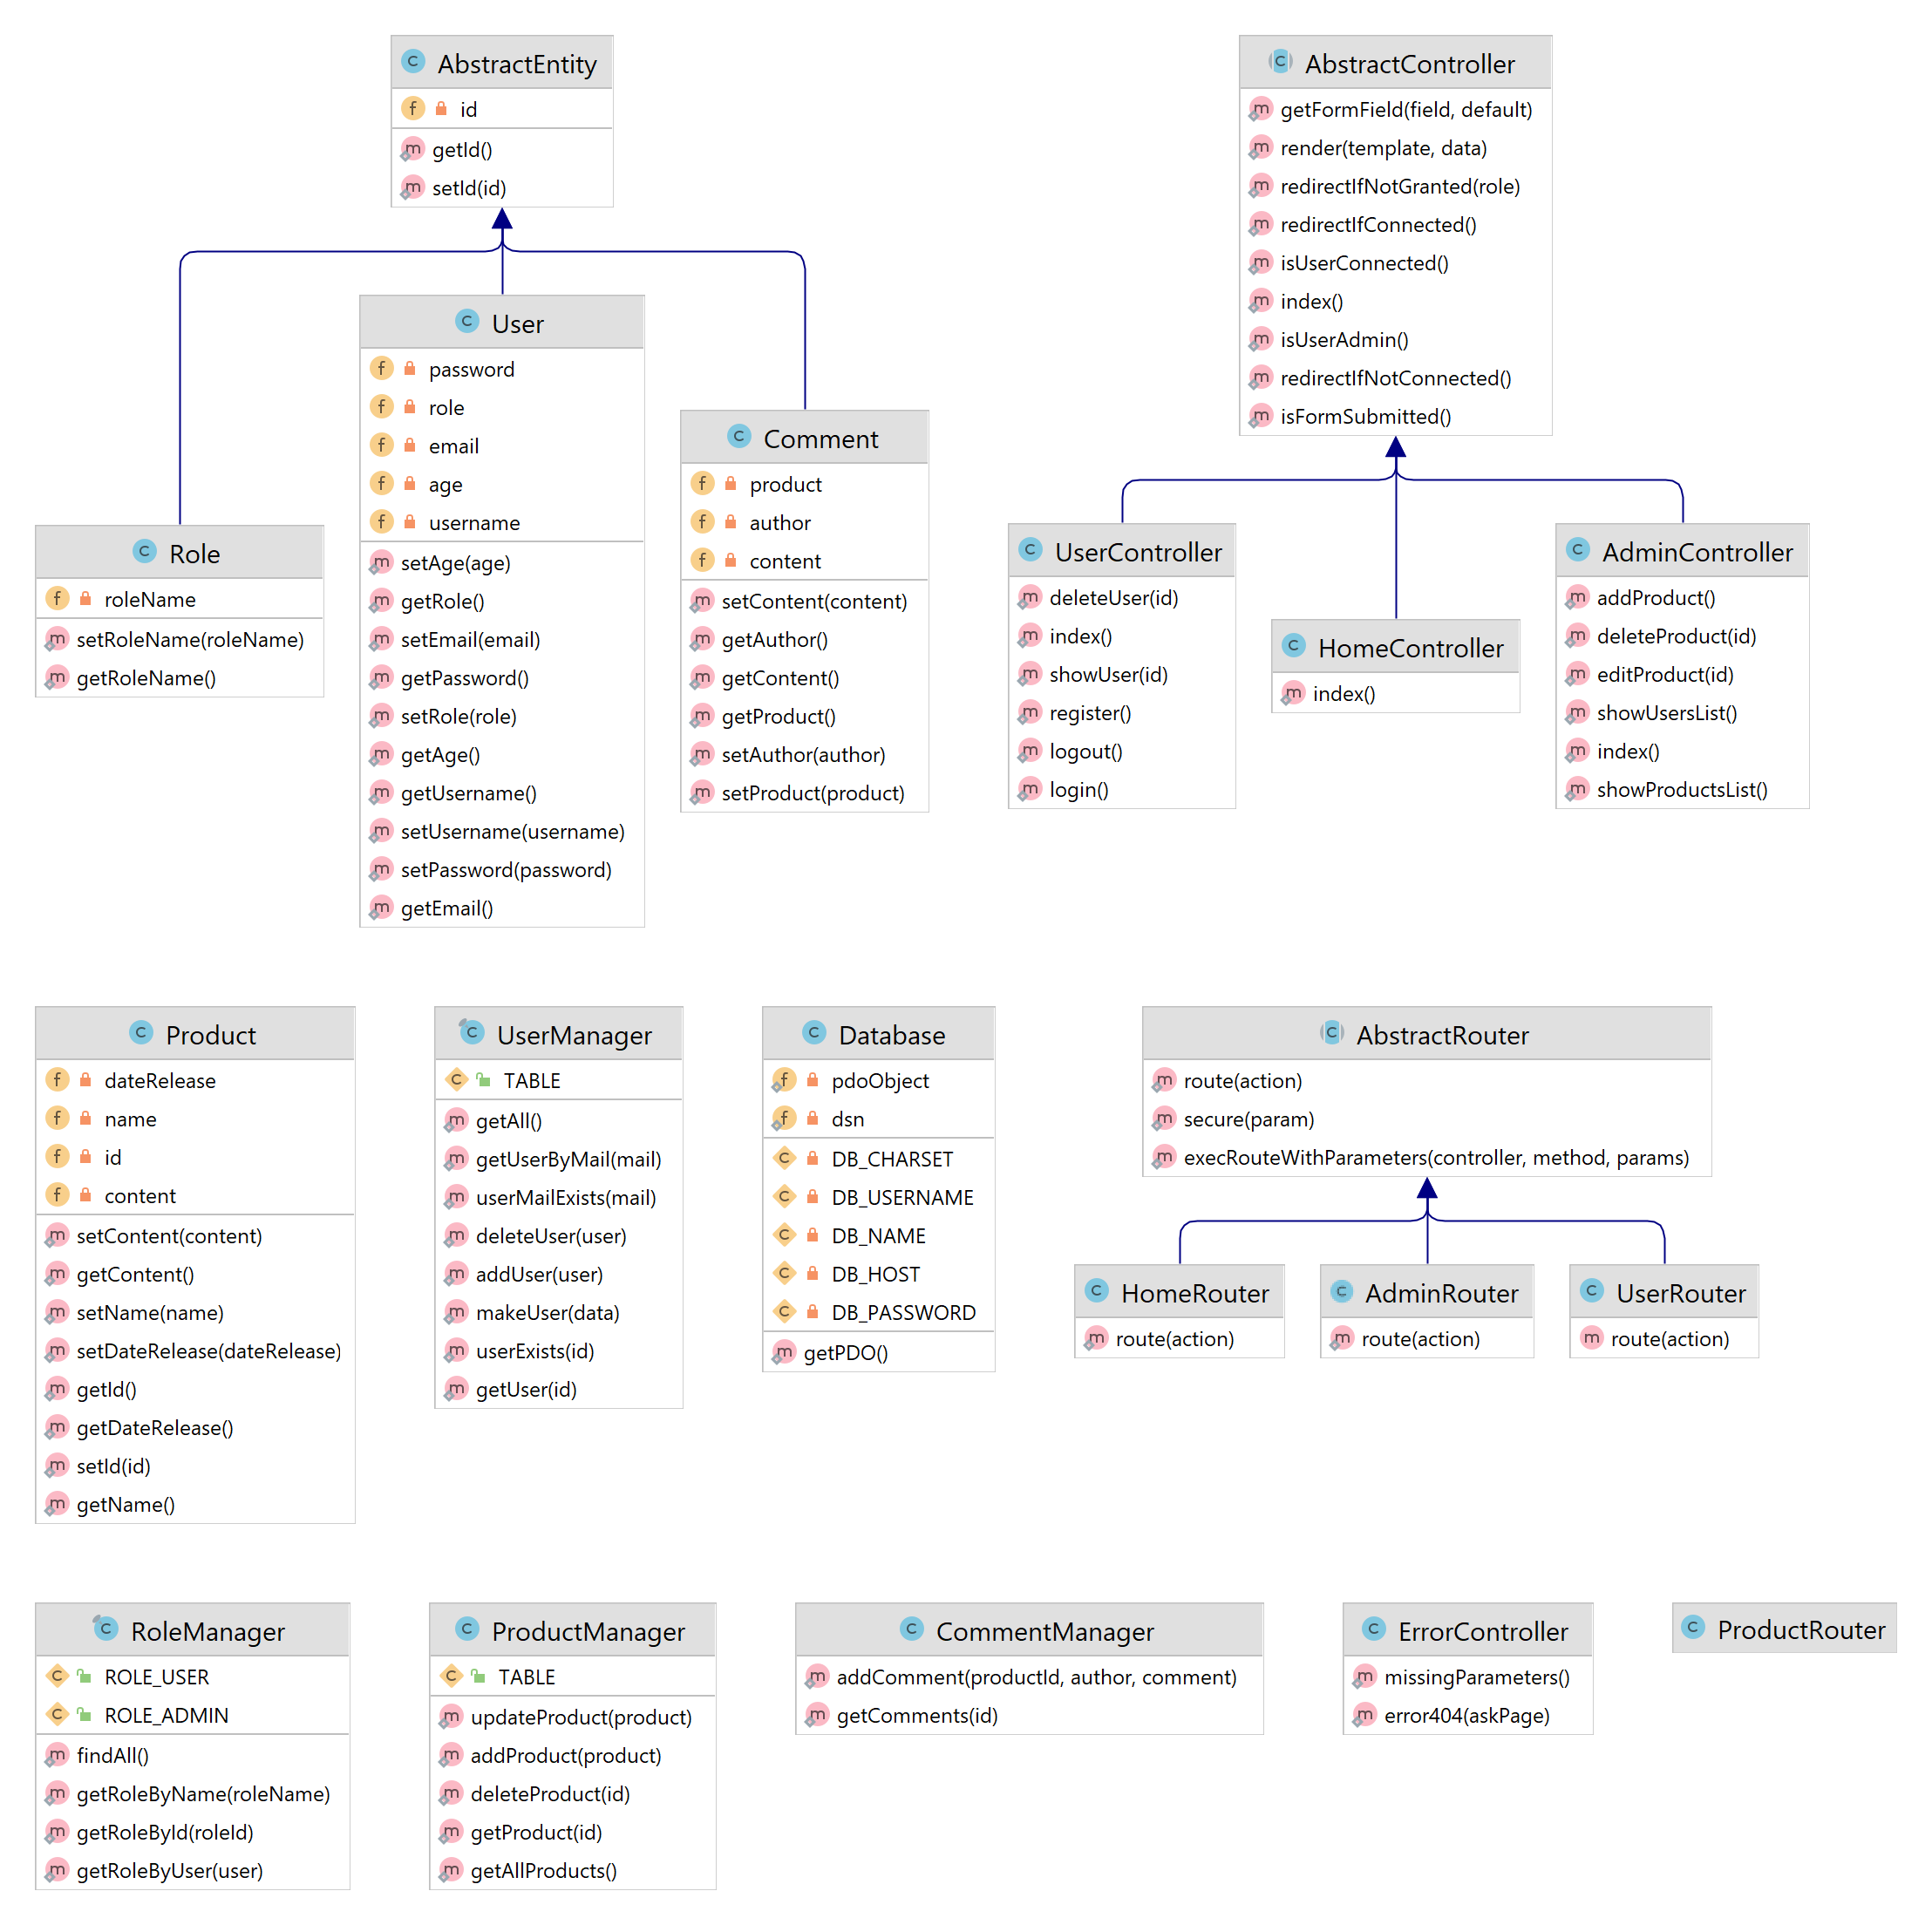 AbstractEntity
id
getId()
setId(id)
AbstractController
getFormField(field, default)
render(template, data)
redirectIfNotGranted(role)
redirectIfConnected()
isUserConnected()
index()
isUserAdmin()
redirectIfNotConnected()
isFormSubmitted()
User
password
role
email
age
username
setAge(age)
getRole()
setEmail(email)
getPassword()
setRole(role)
getAge()
getUsername()
setUsername(username)
setPassword(password)
getEmail()
Comment
product
author
content
setContent(content)
getAuthor()
getContent()
getProduct()
setAuthor(author)
setProduct(product)
Role
roleName
setRoleName(roleName)
getRoleName()
UserController
deleteUser(id)
index()
showUser(id)
register()
logout()
login()
HomeController
index()
AdminController
addProduct()
deleteProduct(id)
editProduct(id)
showUsersList()
index()
showProductsList()
Product
dateRelease
name
id
content
setContent(content)
getContent()
setName(name)
setDateRelease(dateRelease)
getId()
getDateRelease()
setId(id)
getName()
UserManager
TABLE
getAll()
getUserByMail(mail)
userMailExists(mail)
deleteUser(user)
addUser(user)
makeUser(data)
userExists(id)
getUser(id)
Database
pdoObject
dsn
DB_CHARSET
DB_USERNAME
DB_NAME
DB_HOST
DB_PASSWORD
getPDO()
AbstractRouter
route(action)
secure(param)
execRouteWithParameters(controller, method, params)
HomeRouter
route(action)
AdminRouter
route(action)
UserRouter
route(action)
RoleManager
ROLE_USER
ROLE_ADMIN
findAll()
getRoleByName(roleName)
getRoleById(roleId)
getRoleByUser(user)
ProductManager
TABLE
updateProduct(product)
addProduct(product)
deleteProduct(id)
getProduct(id)
getAllProducts()
CommentManager
addComment(productId, author, comment)
getComments(id)
ErrorController
missingParameters()
error404(askPage)
ProductRouter